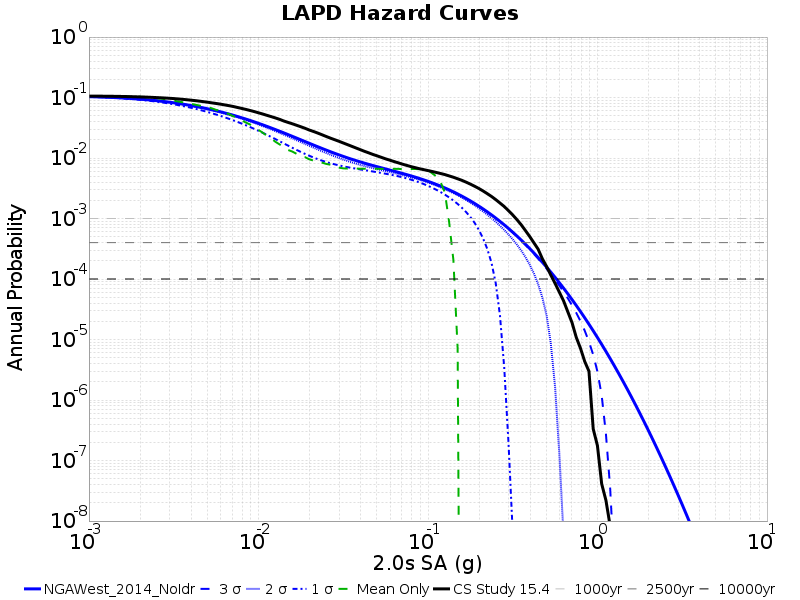 LAPD Hazard Curves
10^0
10^-1
10^-2
10^-3
10^-4
10^-5
10^-6
10^-7
10^-8
Annual Probability
10^-3 10^-2 10^-1 10^0 10^1
2.0s SA (g)
NGAWest_2014_NoIdr 3 σ 2 σ 1 σ Mean Only CS Study 15.4 1000yr 2500yr 10000yr